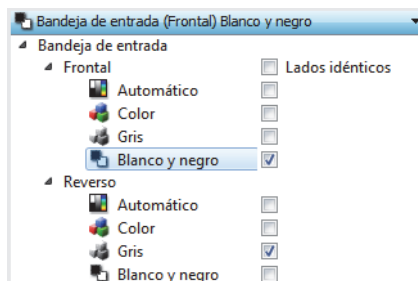 Bandeja de entrada (Frontal) Blanco y negro
Bandeja de entrada
Frontal Lados idénticos
Automático
Color
Gris
Blanco y negro
Reverso
Automático
Color
Gris
Blanco y negro